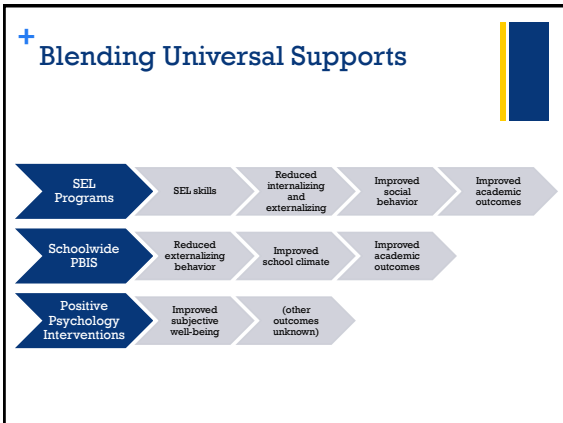 +
Blending Universal Supports
SEL
Programs
SEL skills
Reduced
internalizing
and
externalizing
Improved
social
behavior
Improved
academic
outcomes
Schoolwide
PBIS
Reduced
externalizing
behavior
Improved
school climate
Improved
academic
outcomes
Positive
Psychology
Interventions
Improved
subjective
well-being
(other
outcomes
unknown)